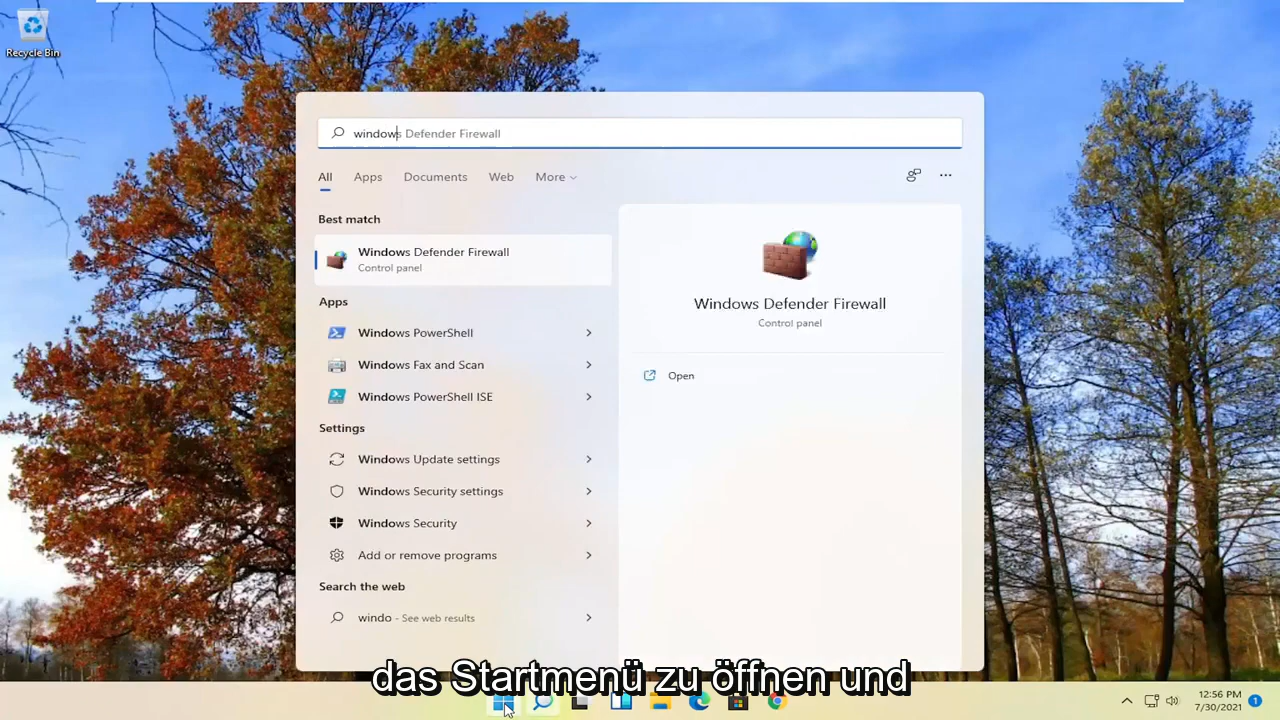 Recycle Bin
windows Defender Firewall
All Apps Documents Web More
Best match
Windows Defender Firewall
Control panel
Apps
Windows PowerShell
Windows Fax and Scan
Windows PowerShell ISE
Settings
Windows Update settings
Windows Security settings
Windows Security
Add or remove programs
Search the web
windo - See web results
Windows Defender Firewall
Control panel
Open
das Startmenü zu öffnen und
12:56 PM
7/30/2021
1